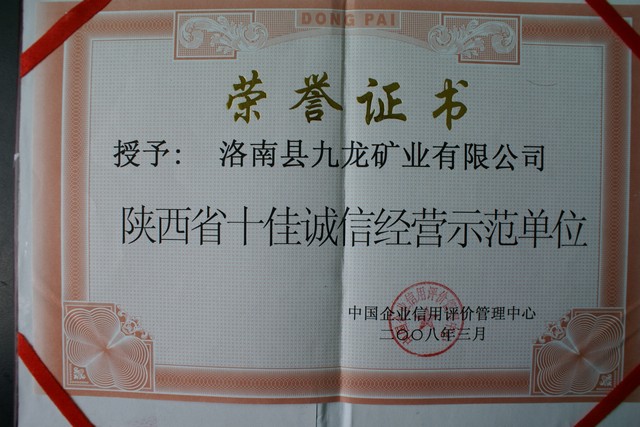 DONG PAI
荣誉证书
授予： 洛南县九龙矿业有限公司
陕西省十佳诚信经营示范单位
中国企业信用评价管理中心
二〇〇八年三月